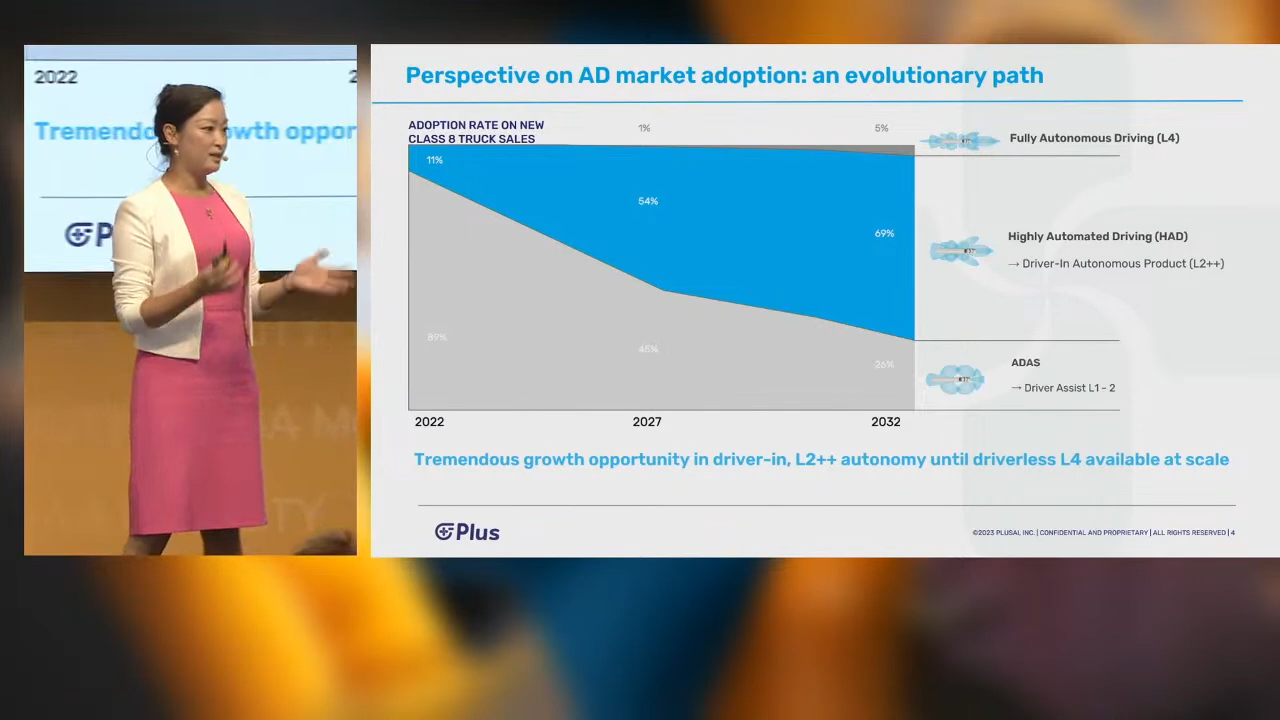 2022
2
Tremendo wth oppor
P
Perspective on AD market adoption: an evolutionary path
ADOPTION RATE ON NEW
CLASS 8 TRUCK SALES
1%
5%
11%
54%
69%
89%
45%
26%
2022
2027
2032
Fully Autonomous Driving (L4)
Highly Automated Driving (HAD)
→ Driver-In Autonomous Product (L2++)
ADAS
→ Driver Assist L1 - 2
Tremendous growth opportunity in driver-in, L2++ autonomy until driverless L4 available at scale
Plus
©2023 PLUSAI, INC. | CONFIDENTIAL AND PROPRIETARY | ALL RIGHTS RESERVED | 4